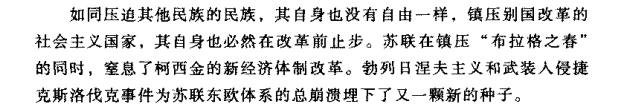 如同压迫其他民族的民族，其自身也没有自由一样，镇压别国改革的
社会主义国家，其自身也必然在改革前止步。苏联在镇压“布拉格之春”
的同时，窒息了柯西金的新经济体制改革。勃列日涅夫主义和武装入侵捷
克斯洛伐克事件为苏联东欧体系的总崩溃埋下了又一颗新的种子。